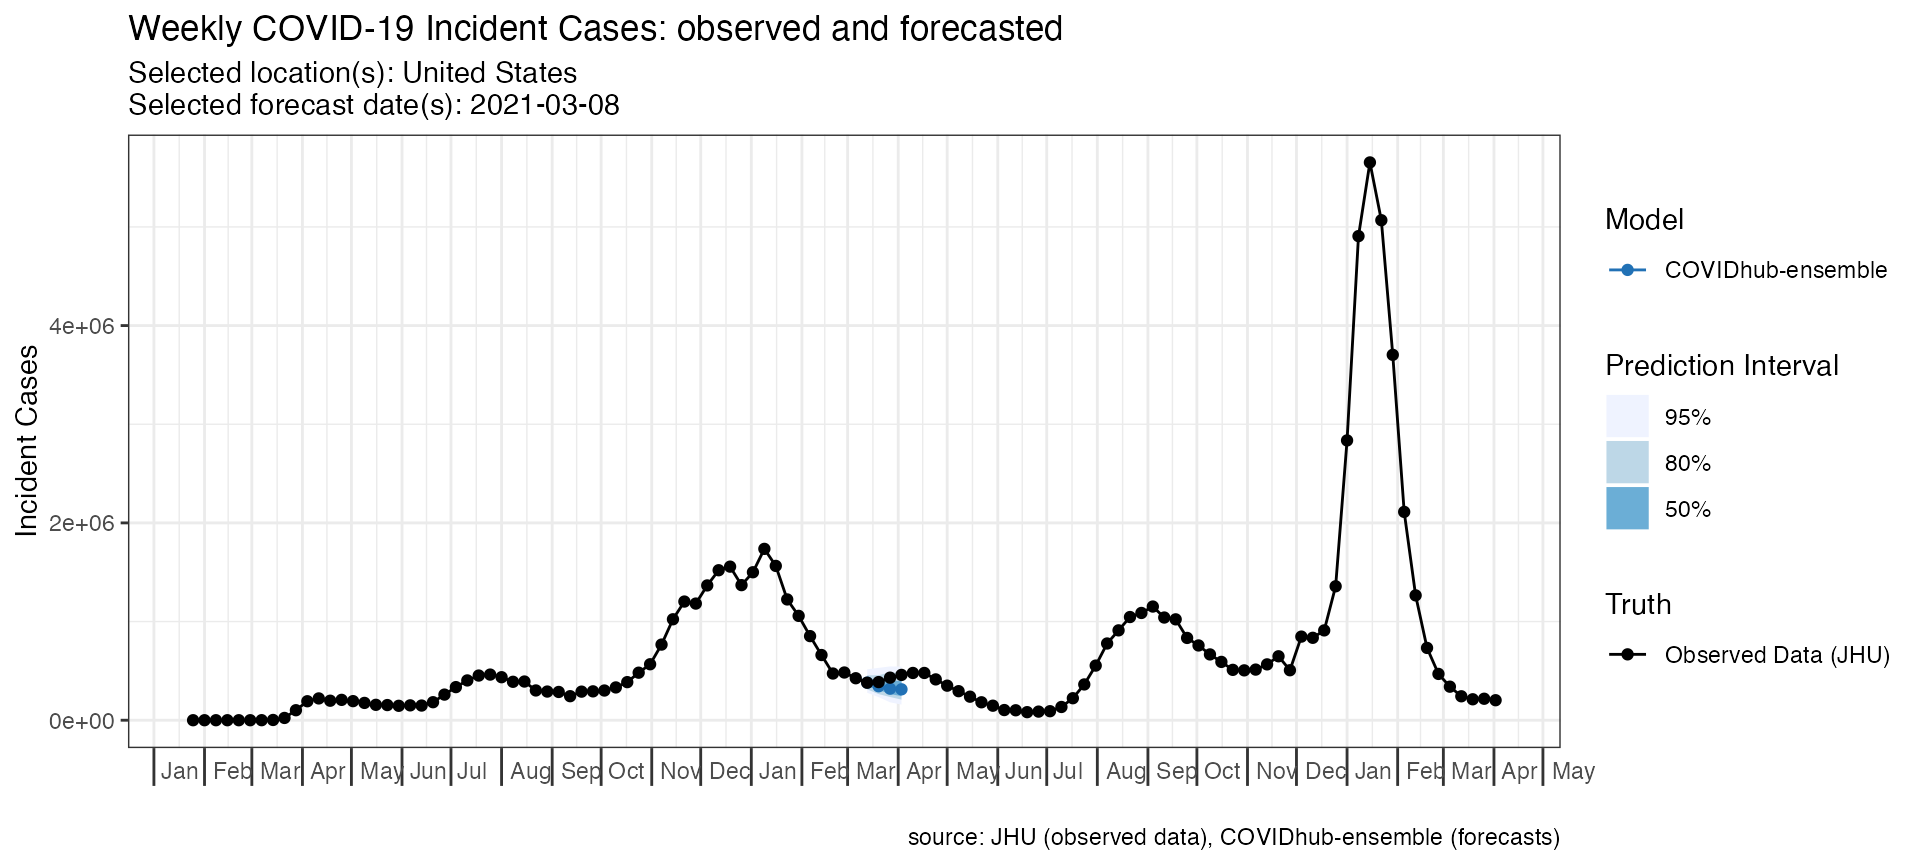 Weekly COVID-19 Incident Cases: observed and forecasted
Selected location(s): United States
Selected forecast date(s): 2021-03-08
Incident Cases
4e+06
2e+06
0e+00
Jan Feb Mar Apr May Jun Jul Aug Sep Oct Nov Dec Jan Feb Mar Apr May Jun Jul Aug Sep Oct Nov Dec Jan Feb Mar Apr May
Model
COVIDhub-ensemble
Prediction Interval
95%
80%
50%
Truth
Observed Data (JHU)
source: JHU (observed data), COVIDhub-ensemble (forecasts)